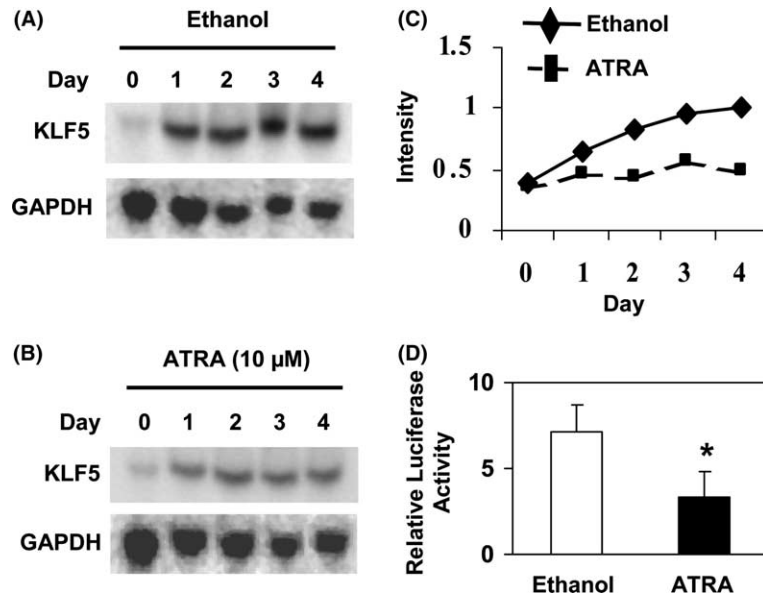 (A)
Ethanol
Day 0 1 2 3 4
KLF5
GAPDH
(B)
ATRA (10 µM)
Day 0 1 2 3 4
KLF5
GAPDH
(C)
Ethanol
ATRA
1.5
1
0.5
0
Intensity
0 1 2 3 4
Day
(D)
10
5
0
Relative Luciferase
Activity
*
Ethanol ATRA